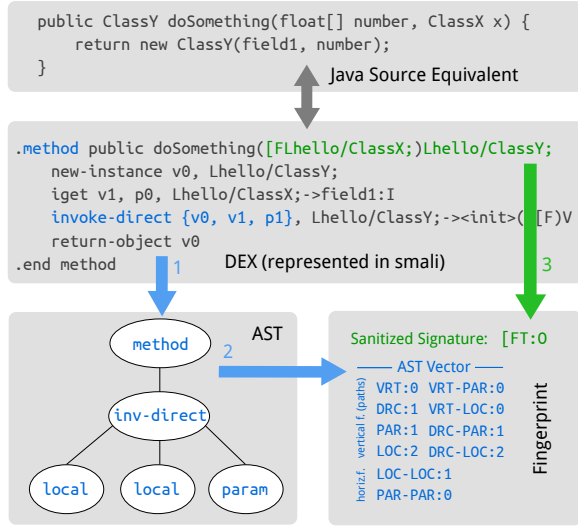 public ClassY doSomething(float[] number, ClassX x) {
return new ClassY(field1, number);
}
Java Source Equivalent
.method public doSomething([FLhello/ClassX;)Lhello/ClassY;
new-instance v0, Lhello/ClassY;
iget v1, p0, Lhello/ClassX;->field1:I
invoke-direct {v0, v1, p1}, Lhello/ClassY;-><init>( [F)V
return-object v0
.end method
DEX (represented in smali)
1
3
AST
method
2
inv-direct
local
local
param
Sanitized Signature: [FT:O
AST Vector
vertical f. (paths)
VRT:0 VRT-PAR:0
DRC:1 VRT-LOC:0
PAR:1 DRC-PAR:1
LOC:2 DRC-LOC:2
horiz.f.
LOC-LOC:1
PAR-PAR:0
Fingerprint